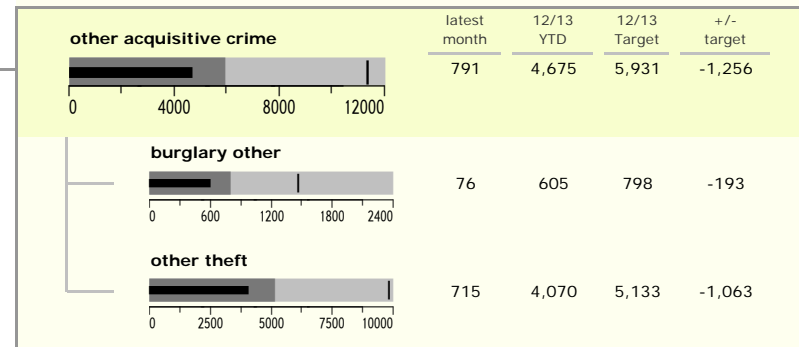 latest 12/13 12/13 +/-
other acquisitive crime month YTD Target target
791 4,675 5,931 -1,256
0 4000 8000 12000
burglary other
76 605 798 -193
0 600 1200 1800 2400
other theft
715 4,070 5,133 -1,063
0 2500 5000 7500 10000